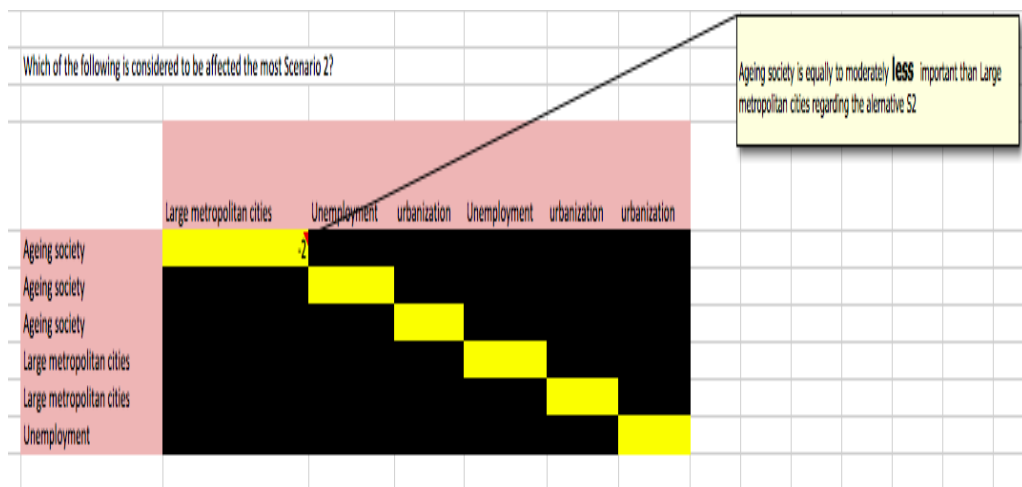 Which of the following is considered to be affected the most Scenario 2?
Ageing society is equally to moderately less important than Large
metropolitan cities regarding the alernative S2
Large metropolitan cities Unemployment urbanization Unemployment urbanization urbanization
Ageing society -2
Ageing society
Ageing society
Large metropolitan cities
Large metropolitan cities
Unemployment